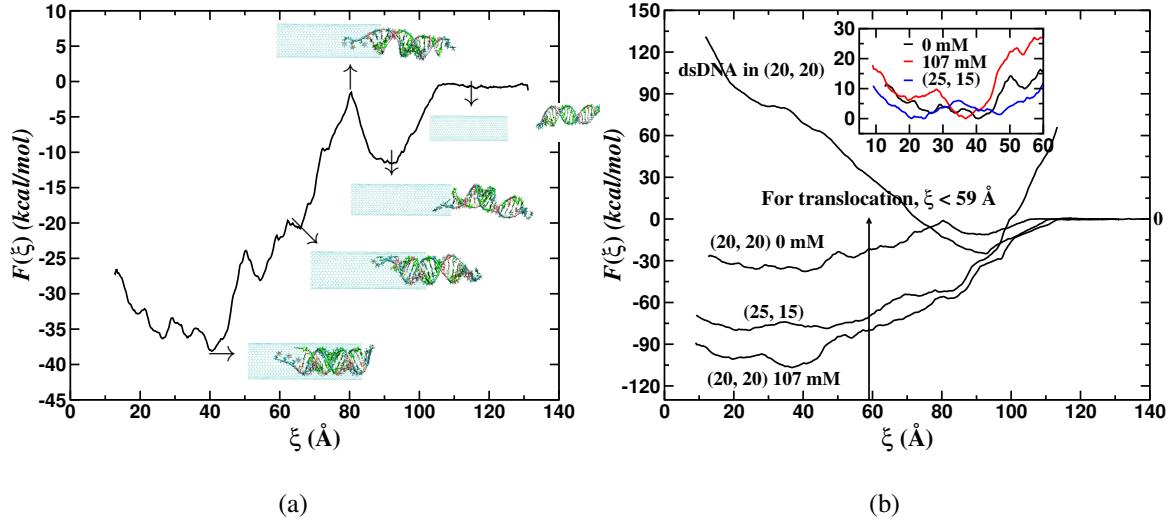 10
5
0
-5
-10
-15
-20
-25
-30
-35
-40
-45
F(ξ) (kcal/mol)
0 20 40 60 80 100 120 140
ξ (Å)
(a)
150
120
90
60
30
0
-30
-60
-90
-120
F(ξ) (kcal/mol)
dsDNA in (20, 20)
30
20
10
0
0 mM
107 mM
(25, 15)
10 20 30 40 50 60
For translocation, ξ < 59 Å
(20, 20) 0 mM
0
(25, 15)
(20, 20) 107 mM
0 20 40 60 80 100 120 140
ξ (Å)
(b)